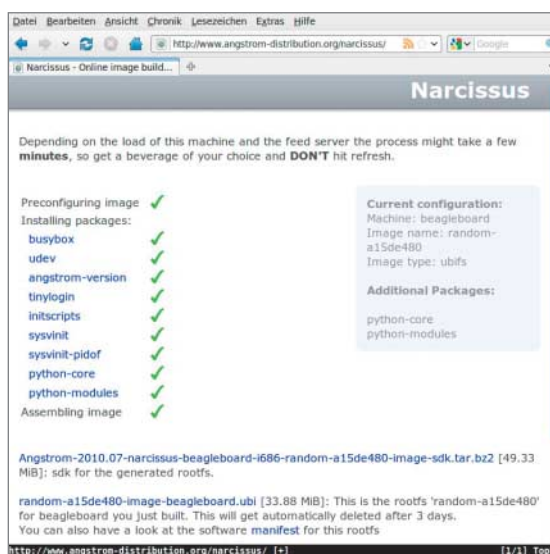 Datei Bearbeiten Ansicht Chronik Lesezeichen Extras Hilfe
http://www.angstrom-distribution.org/narcissus/ Google
Narcissus - Online image build...
Narcissus
Depending on the load of this machine and the feed server the process might take a few
minutes, so get a beverage of your choice and DON'T hit refresh.
Preconfiguring image
Installing packages:
busybox
udev
angstrom-version
tinylogin
initscripts
sysvinit
sysvinit-pidof
python-core
python-modules
Assembling image
Current configuration:
Machine: beagleboard
Image name: random-
a15de480
Image type: ubifs
Additional Packages:
python-core
python-modules
Angstrom-2010.07-narcissus-beagleboard-i686-random-a15de480-image-sdk.tar.bz2 [49.33
MiB]: sdk for the generated rootfs.
random-a15de480-image-beagleboard.ubi [33.88 MiB]: This is the rootfs 'random-a15de480'
for beagleboard you just built. This will get automatically deleted after 3 days.
You can also have a look at the software manifest for this rootfs
http://www.angstrom-distribution.org/narcissus/ [+] [1/1] Top